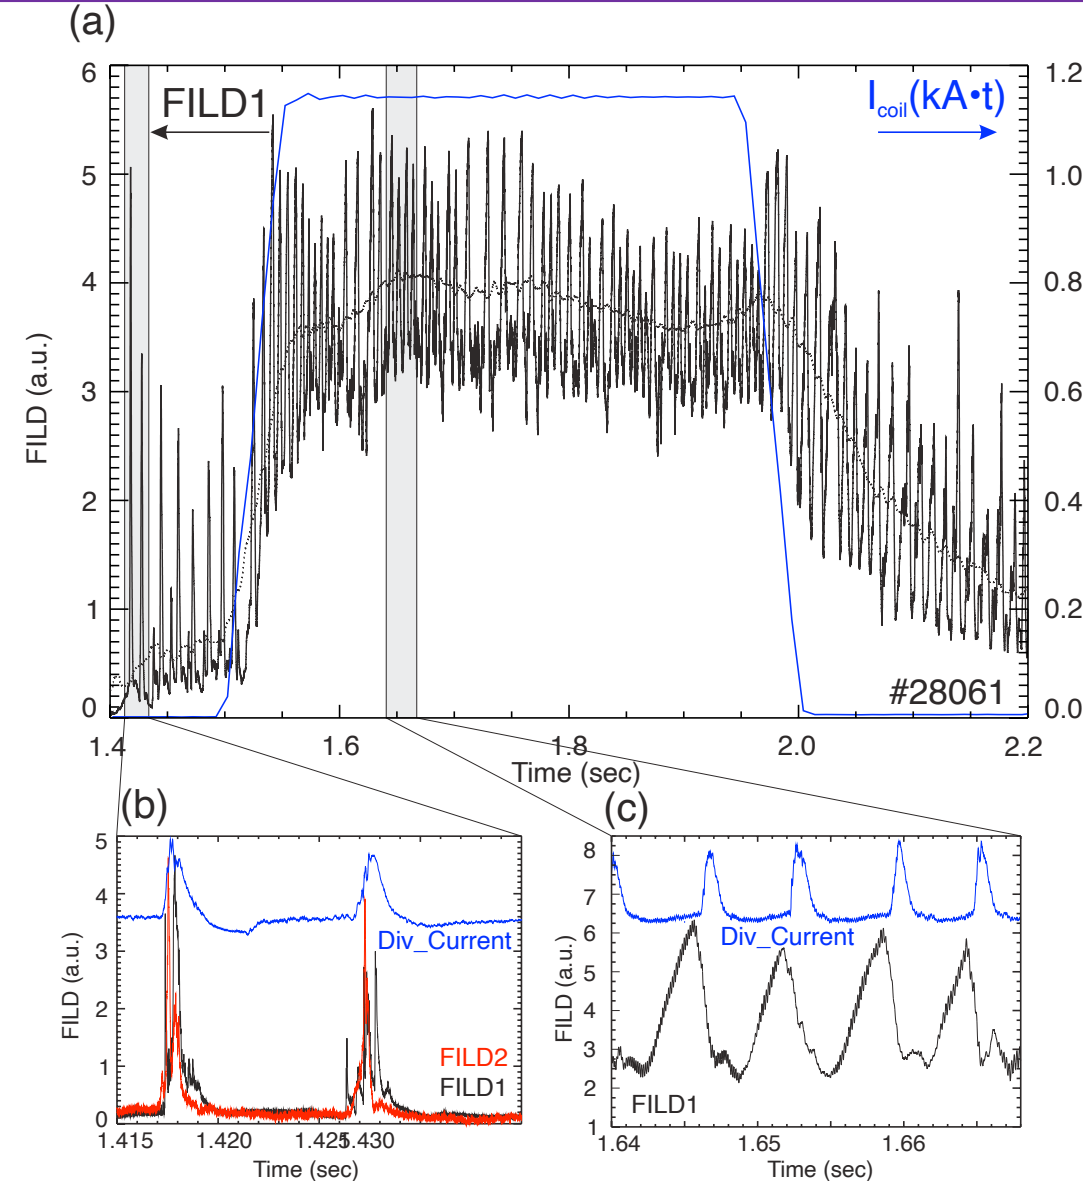 (a)
6
5
4
3
2
1
0
FILD (a.u.)
FILD1
I_coil(kA•t)
1.2
1.0
0.8
0.6
0.4
0.2
0.0
#28061
1.4
1.6
1.8
2.0
2.2
Time (sec)
(b)
5
4
3
2
1
0
FILD (a.u.)
Div_Current
FILD2
FILD1
1.415
1.420
1.425
1.430
Time (sec)
(c)
8
7
6
5
4
3
2
1
FILD (a.u.)
Div_Current
FILD1
1.64
1.65
1.66
Time (sec)